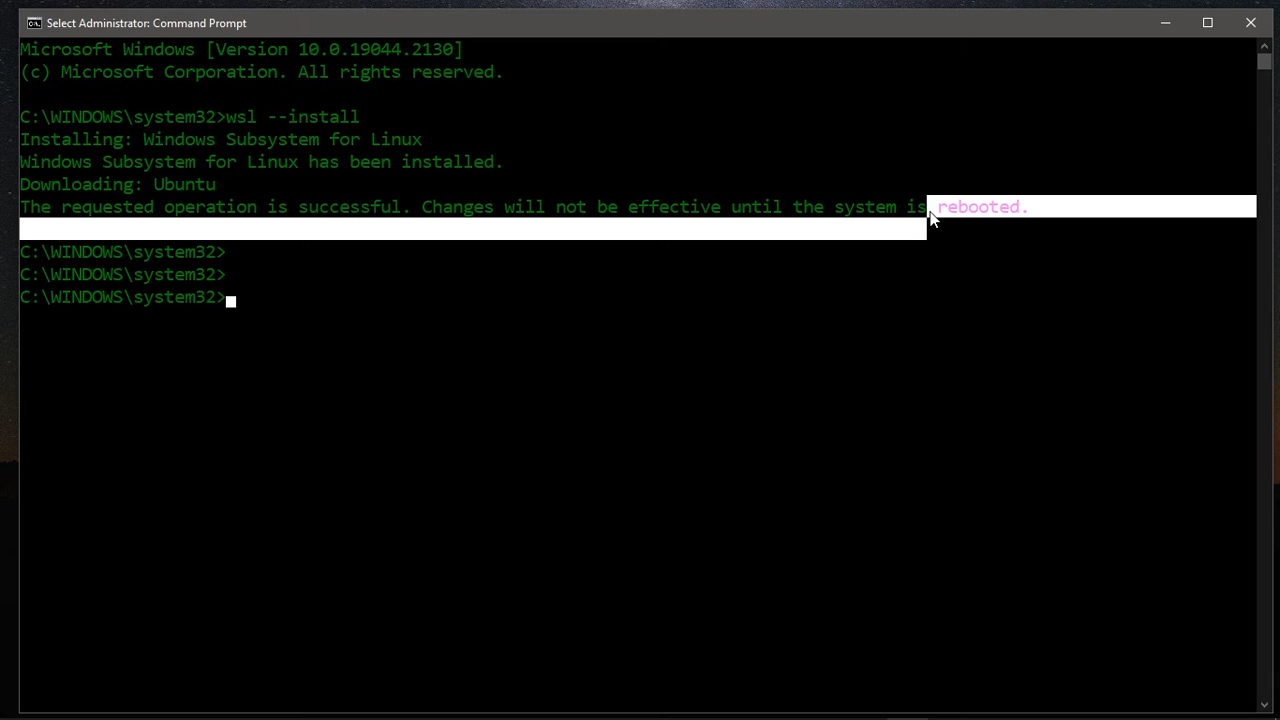 Select Administrator: Command Prompt
Microsoft Windows [Version 10.0.19044.2130]
(c) Microsoft Corporation. All rights reserved.
C:\WINDOWS\system32>wsl --install
Installing: Windows Subsystem for Linux
Windows Subsystem for Linux has been installed.
Downloading: Ubuntu
The requested operation is successful. Changes will not be effective until the system is rebooted.
C:\WINDOWS\system32>
C:\WINDOWS\system32>
C:\WINDOWS\system32>